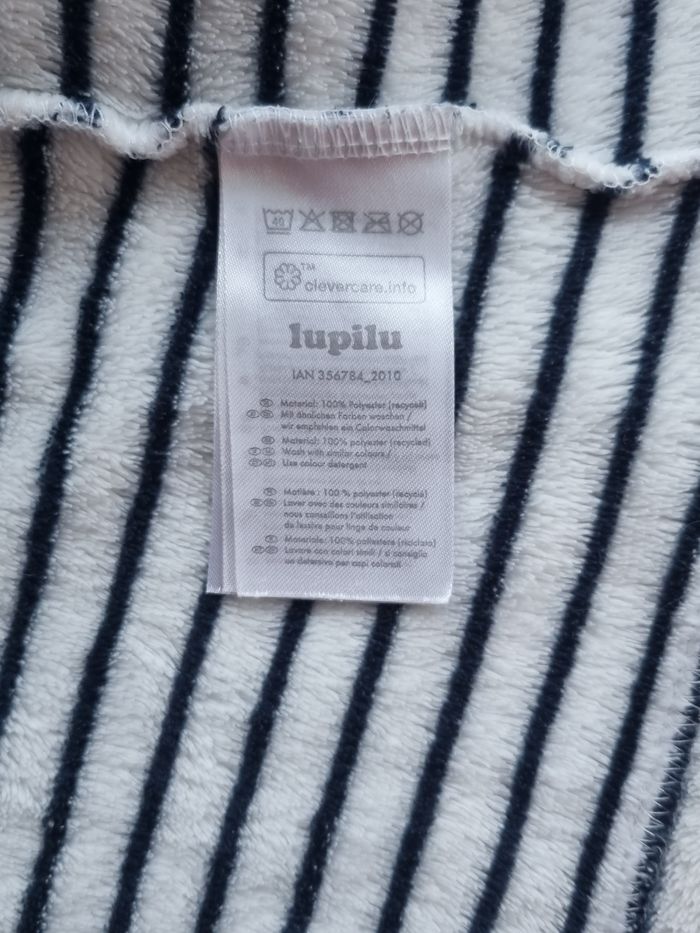 40
TM
clevercare.info
lupilu
IAN 356784_2010
Material: 100% Polyester (recycelt)
Mit ähnlichen Farben waschen /
wir empfehlen ein Colorwaschmittel
Material: 100% polyester (recycled)
Wash with similar colours /
Use colour detergent
Matière : 100 % polyester (recyclé)
Laver avec des couleurs similaires /
nous conseillons l'utilisation
de lessive pour linge de couleur
Materiale: 100% poliestere (riciclato)
Lavare con colori simili / si consiglia
un detersivo per capi colorati